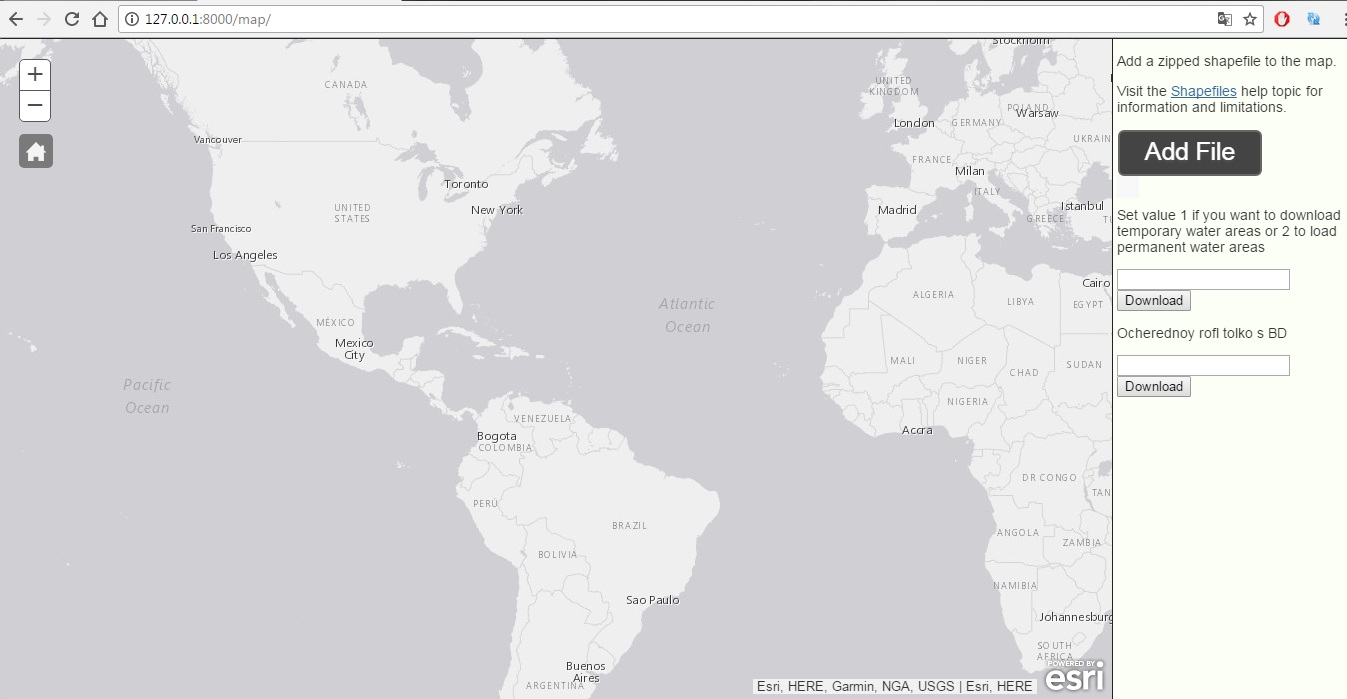 127.0.0.1:8000/map/
+
−
CANADA
Vancouver
Toronto
New York
UNITED
STATES
San Francisco
Los Angeles
MÉXICO
Mexico
City
Pacific
Ocean
Atlantic
Ocean
VENEZUELA
Bogota
COLOMBIA
PERÚ
BRAZIL
BOLIVIA
Sao Paulo
Buenos
Aires
ARGENTINA
Stockholm
UNITED
KINGDOM
London
POLAND
Warsaw
GERMANY
UKRAIN
FRANCE
Milan
ITALY
Madrid
Istanbul
GREECE
TU
ALGERIA
LIBYA
Cairo
EGYPT
MALI
NIGER
CHAD
SUDAN
NIGERIA
Accra
DR CONGO
TAN
ANGOLA
ZAMBIA
NAMIBIA
Johannesburg
SOUTH
AFRICA
POWERED BY
esri
Esri, HERE, Garmin, NGA, USGS | Esri, HERE
Add a zipped shapefile to the map.
Visit the Shapefiles help topic for
information and limitations.
Add File
Set value 1 if you want to download
temporary water areas or 2 to load
permanent water areas
Download
Ocherednoy rofl tolko s BD
Download